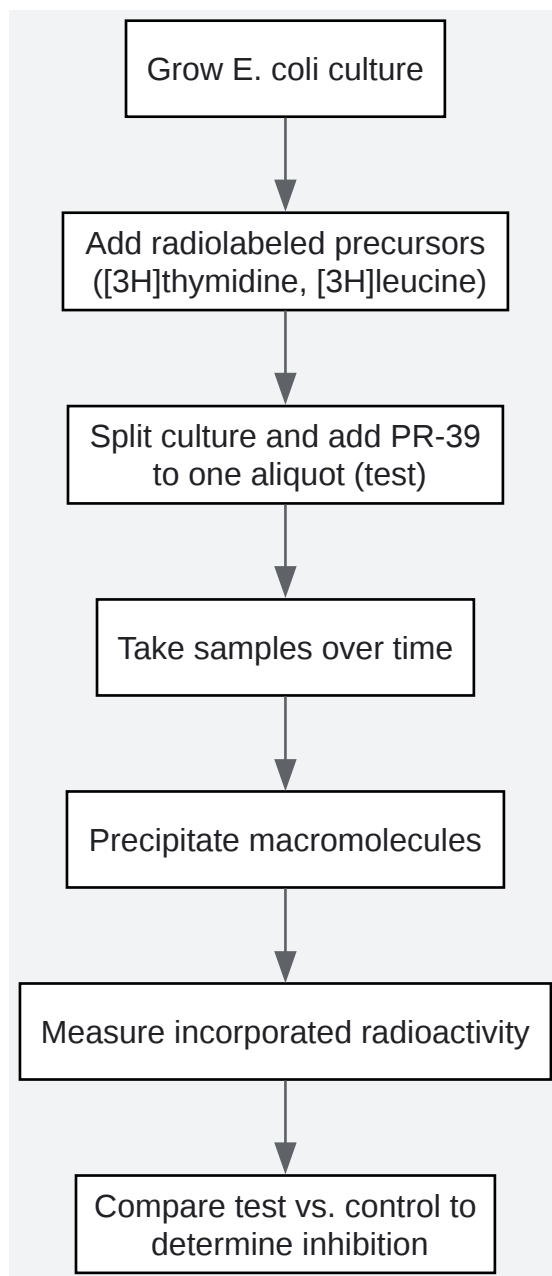 Grow E. coli culture
Add radiolabeled precursors
([3H]thymidine, [3H]leucine)
Split culture and add PR-39
to one aliquot (test)
Take samples over time
Precipitate macromolecules
Measure incorporated radioactivity
Compare test vs. control to
determine inhibition